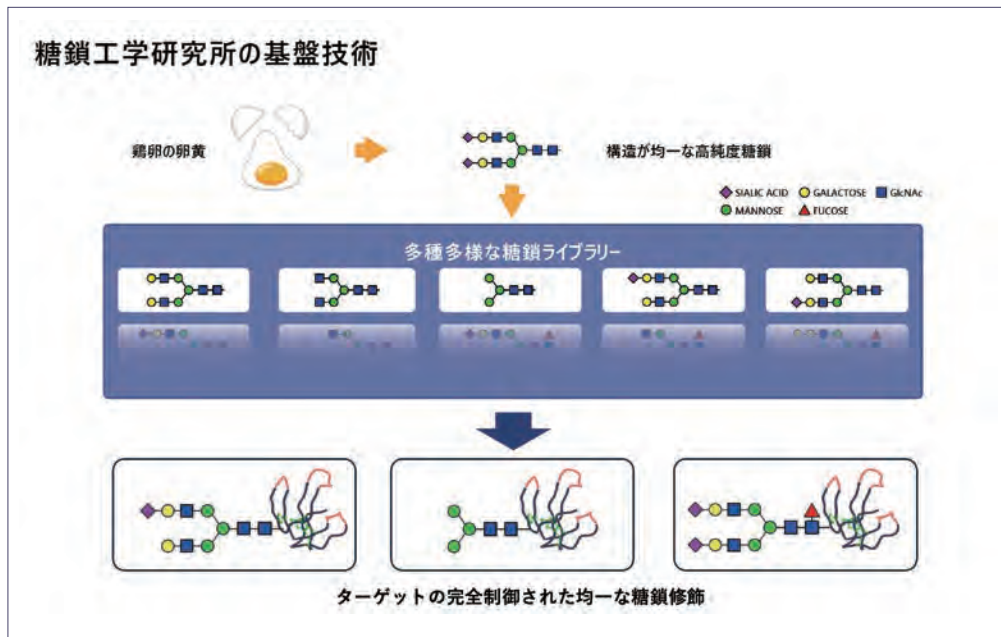 糖鎖工学研究所の基盤技術
鶏卵の卵黄
構造が均一な高純度糖鎖
SIALIC ACID GALACTOSE GlcNAc
MANNOSE FUCOSE
多種多様な糖鎖ライブラリー
ターゲットの完全制御された均一な糖鎖修飾